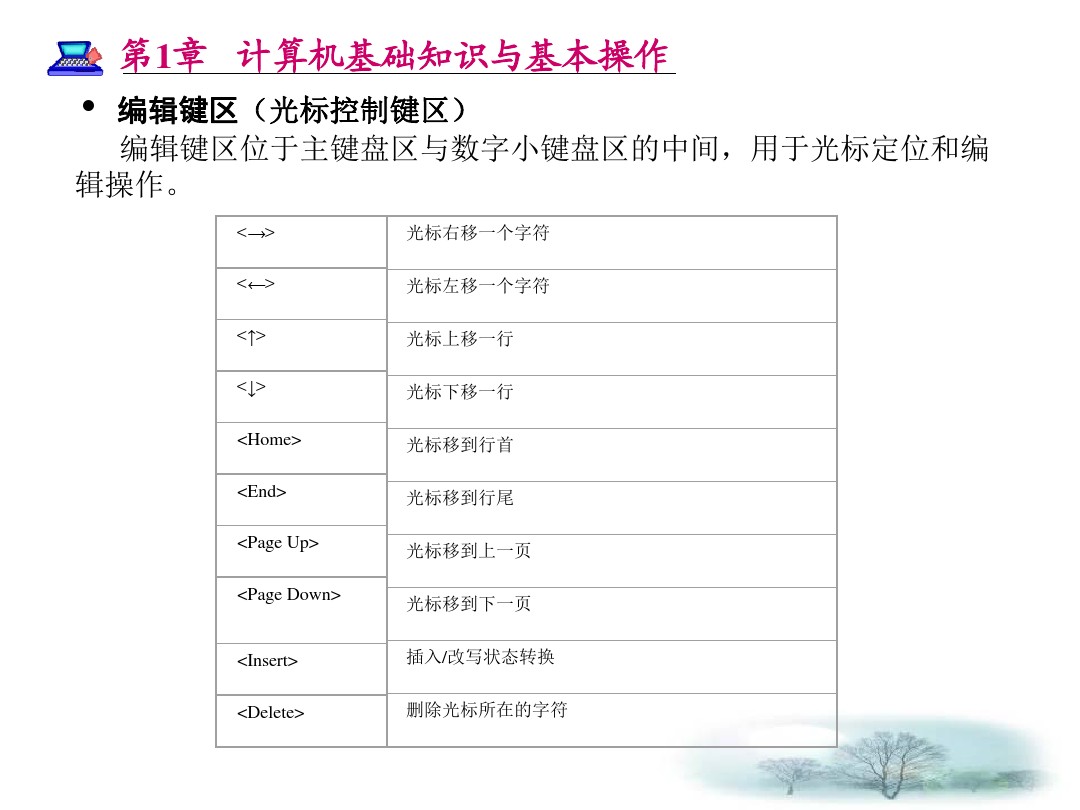 第1章 计算机基础知识与基本操作
• 编辑键区（光标控制键区）
编辑键区位于主键盘区与数字小键盘区的中间，用于光标定位和编
辑操作。
<→> 光标右移一个字符
<←> 光标左移一个字符
<↑> 光标上移一行
<↓> 光标下移一行
<Home> 光标移到行首
<End> 光标移到行尾
<Page Up> 光标移到上一页
<Page Down> 光标移到下一页
<Insert> 插入/改写状态转换
<Delete> 删除光标所在的字符